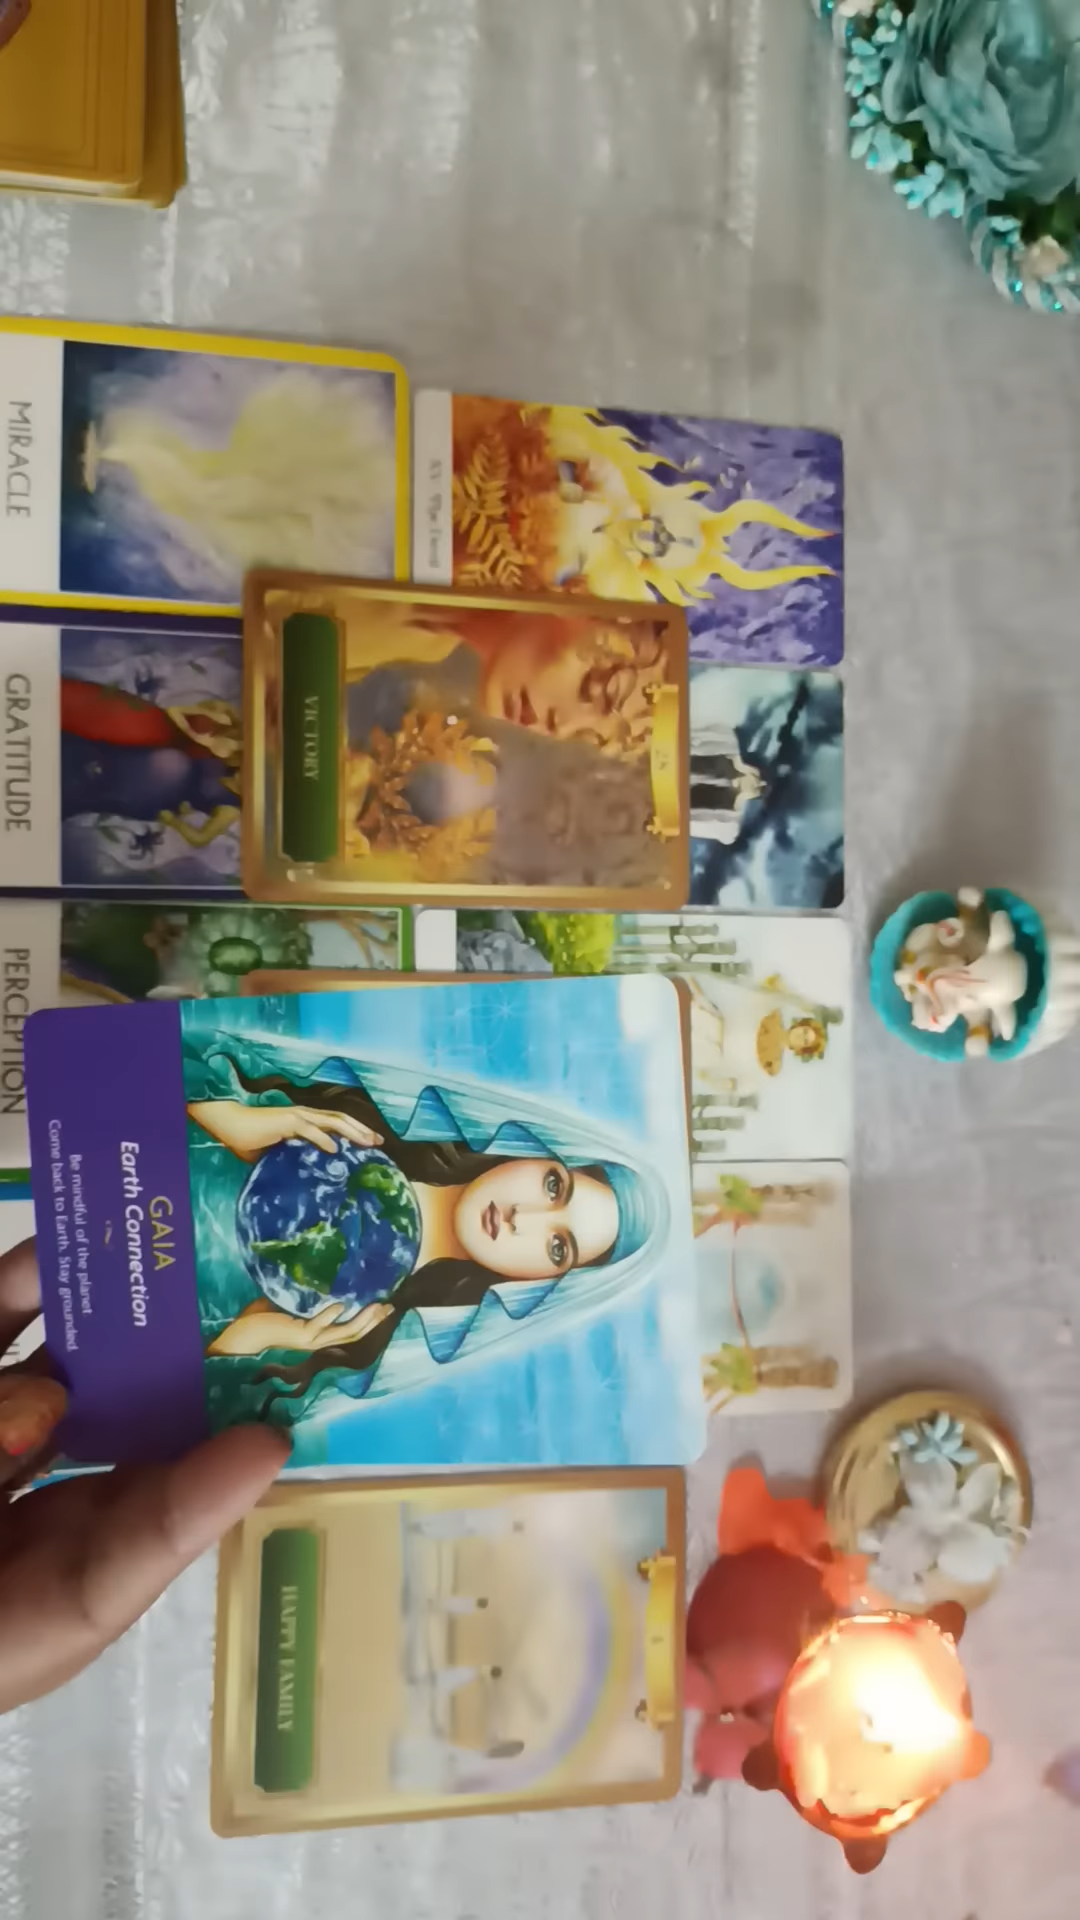 MIRACLE
XV The Devil
GRATITUDE
VICTORY
PERCEPTION
GAIA
Earth Connection
Be mindful of the planet.
Come back to Earth. Stay grounded.
HAPPY FAMILY